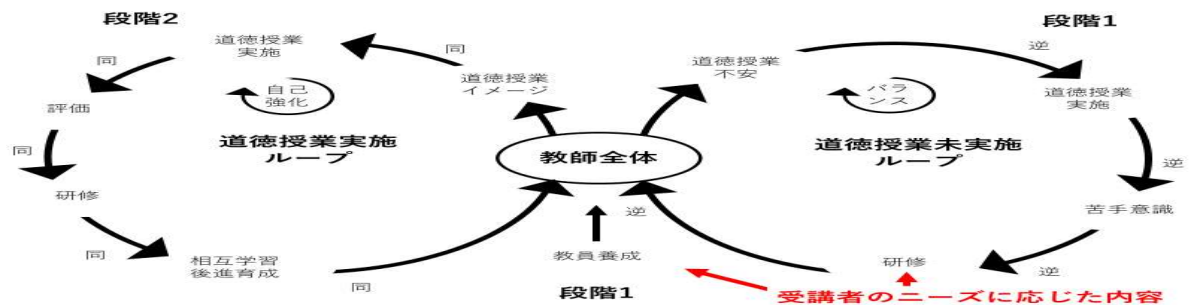 段階2
段階1
道徳授業
実施
同
逆
道徳授業
不安
同
道徳授業
イメージ
自己
強化
バラ
ンス
道徳授業
実施
評価
道徳授業実施
ループ
道徳授業未実施
ループ
同
教師全体
逆
研修
逆
苦手意識
同
相互学習
後進育成
教員養成
研修
逆
同
段階1
受講者のニーズに応じた内容